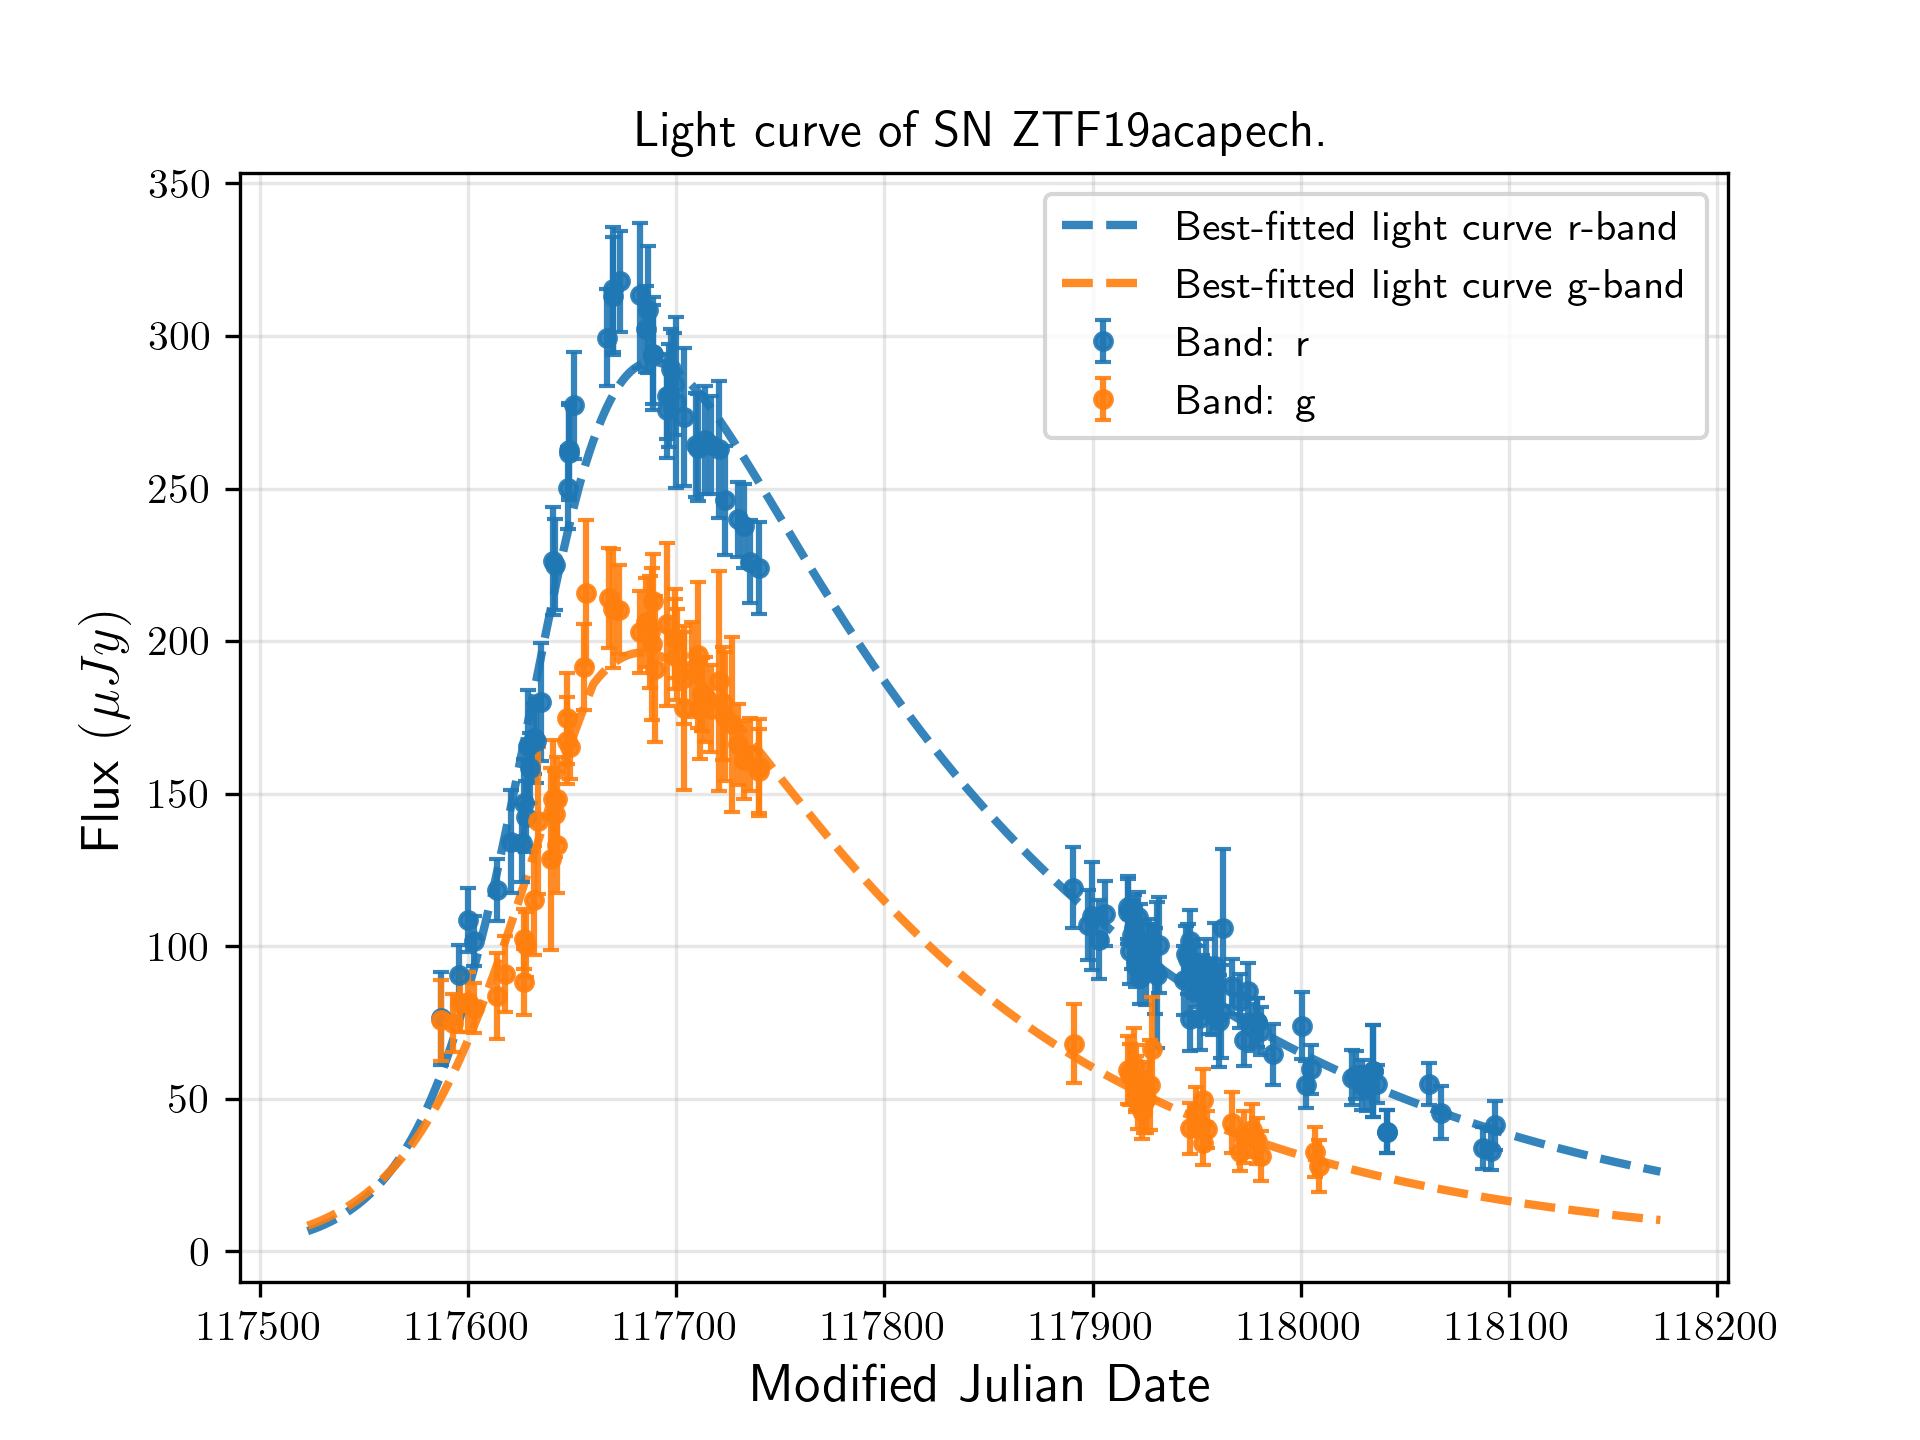 Light curve of SN ZTF19acapech.
350
300
250
200
150
100
50
0
Flux (μJy)
Best-fitted light curve r-band
Best-fitted light curve g-band
Band: r
Band: g
117500 117600 117700 117800 117900 118000 118100 118200
Modified Julian Date